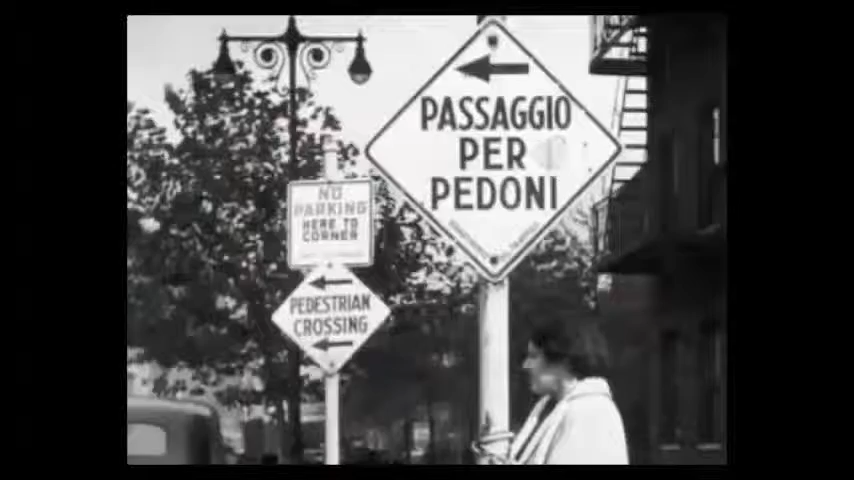 PASSAGGIO
PER
PEDONI
NO
PARKING
HERE TO
CORNER
PEDESTRIAN
CROSSING